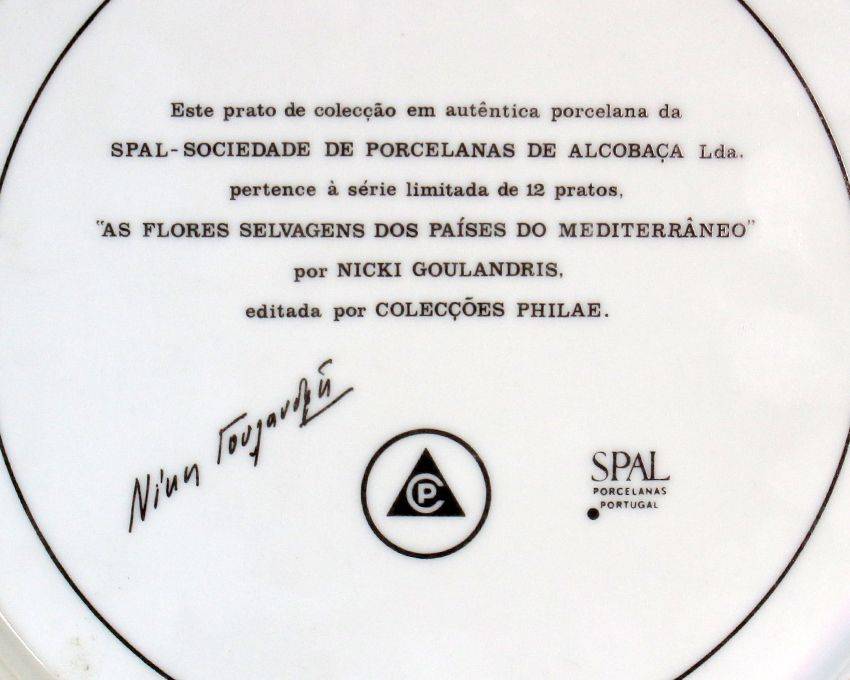 Este prato de colecção em autêntica porcelana da
SPAL-SOCIEDADE DE PORCELANAS DE ALCOBAÇA Lda.
pertence à série limitada de 12 pratos,
"AS FLORES SELVAGENS DOS PAÍSES DO MEDITERRÂNEO"
por NICKI GOULANDRIS,
editada por COLECÇÕES PHILAE.
Νίκη Γουλανδρή
CP
SPAL
PORCELANAS
PORTUGAL